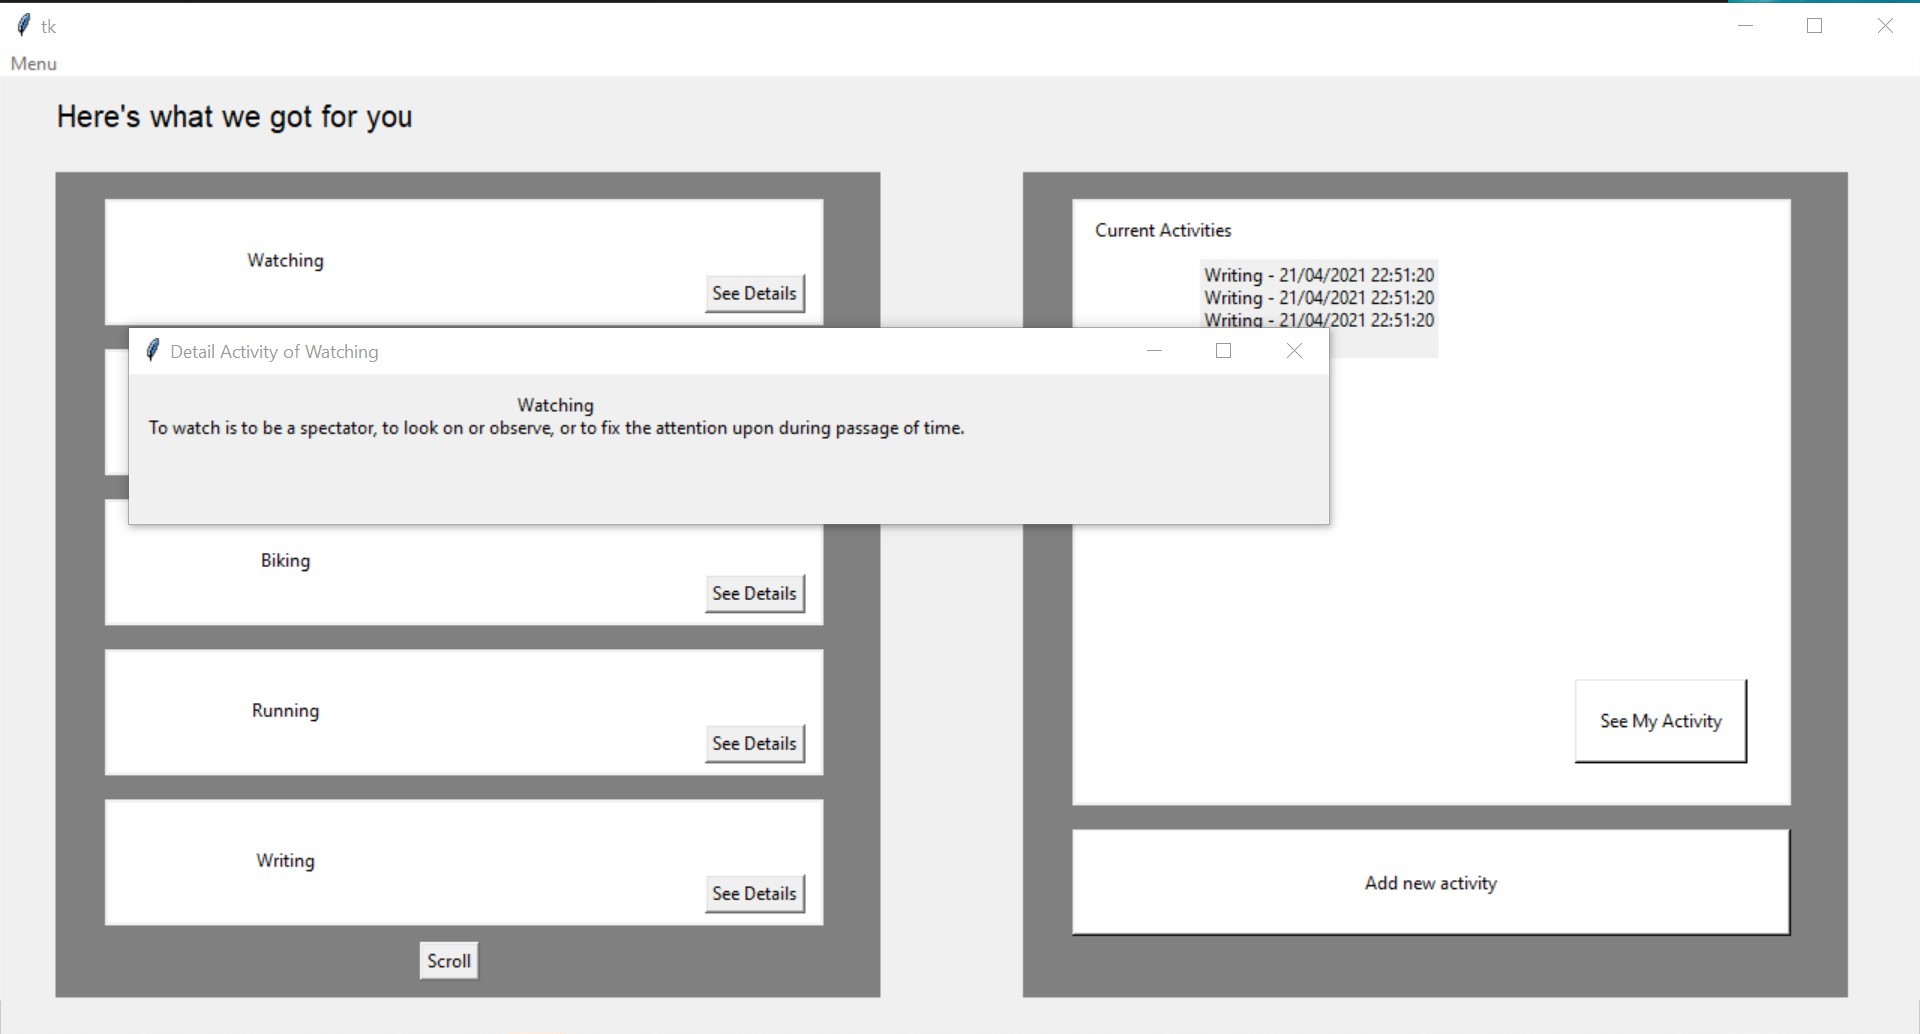 tk
Menu
Here's what we got for you
Watching
See Details
Detail Activity of Watching
Watching
To watch is to be a spectator, to look on or observe, or to fix the attention upon during passage of time.
Biking
See Details
Running
See Details
Writing
See Details
Scroll
Current Activities
Writing - 21/04/2021 22:51:20
Writing - 21/04/2021 22:51:20
Writing - 21/04/2021 22:51:20
See My Activity
Add new activity